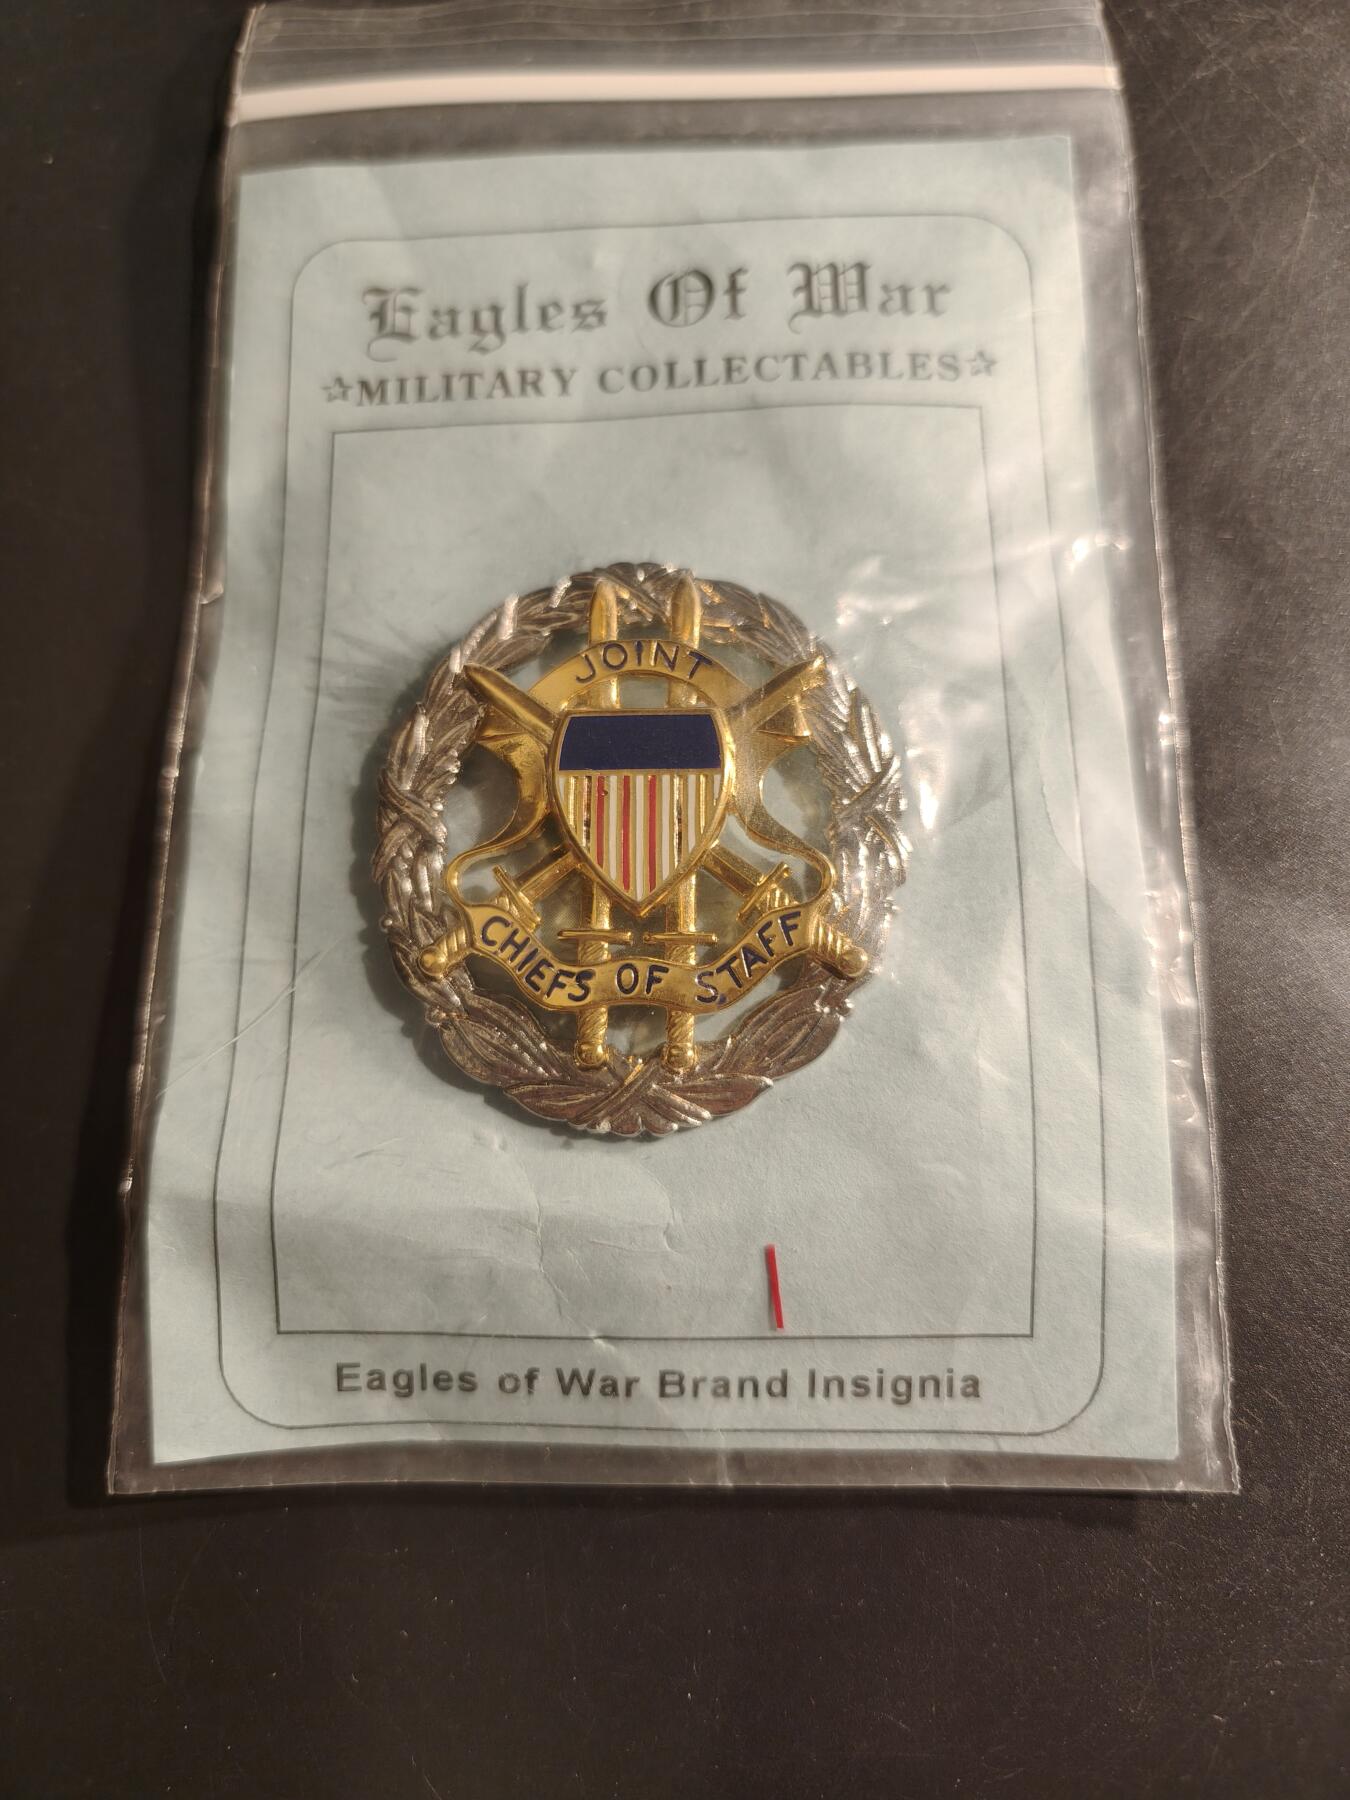 Eagles Of War
☆MILITARY COLLECTABLES☆
JOINT
CHIEFS OF STAFF
Eagles of War Brand Insignia